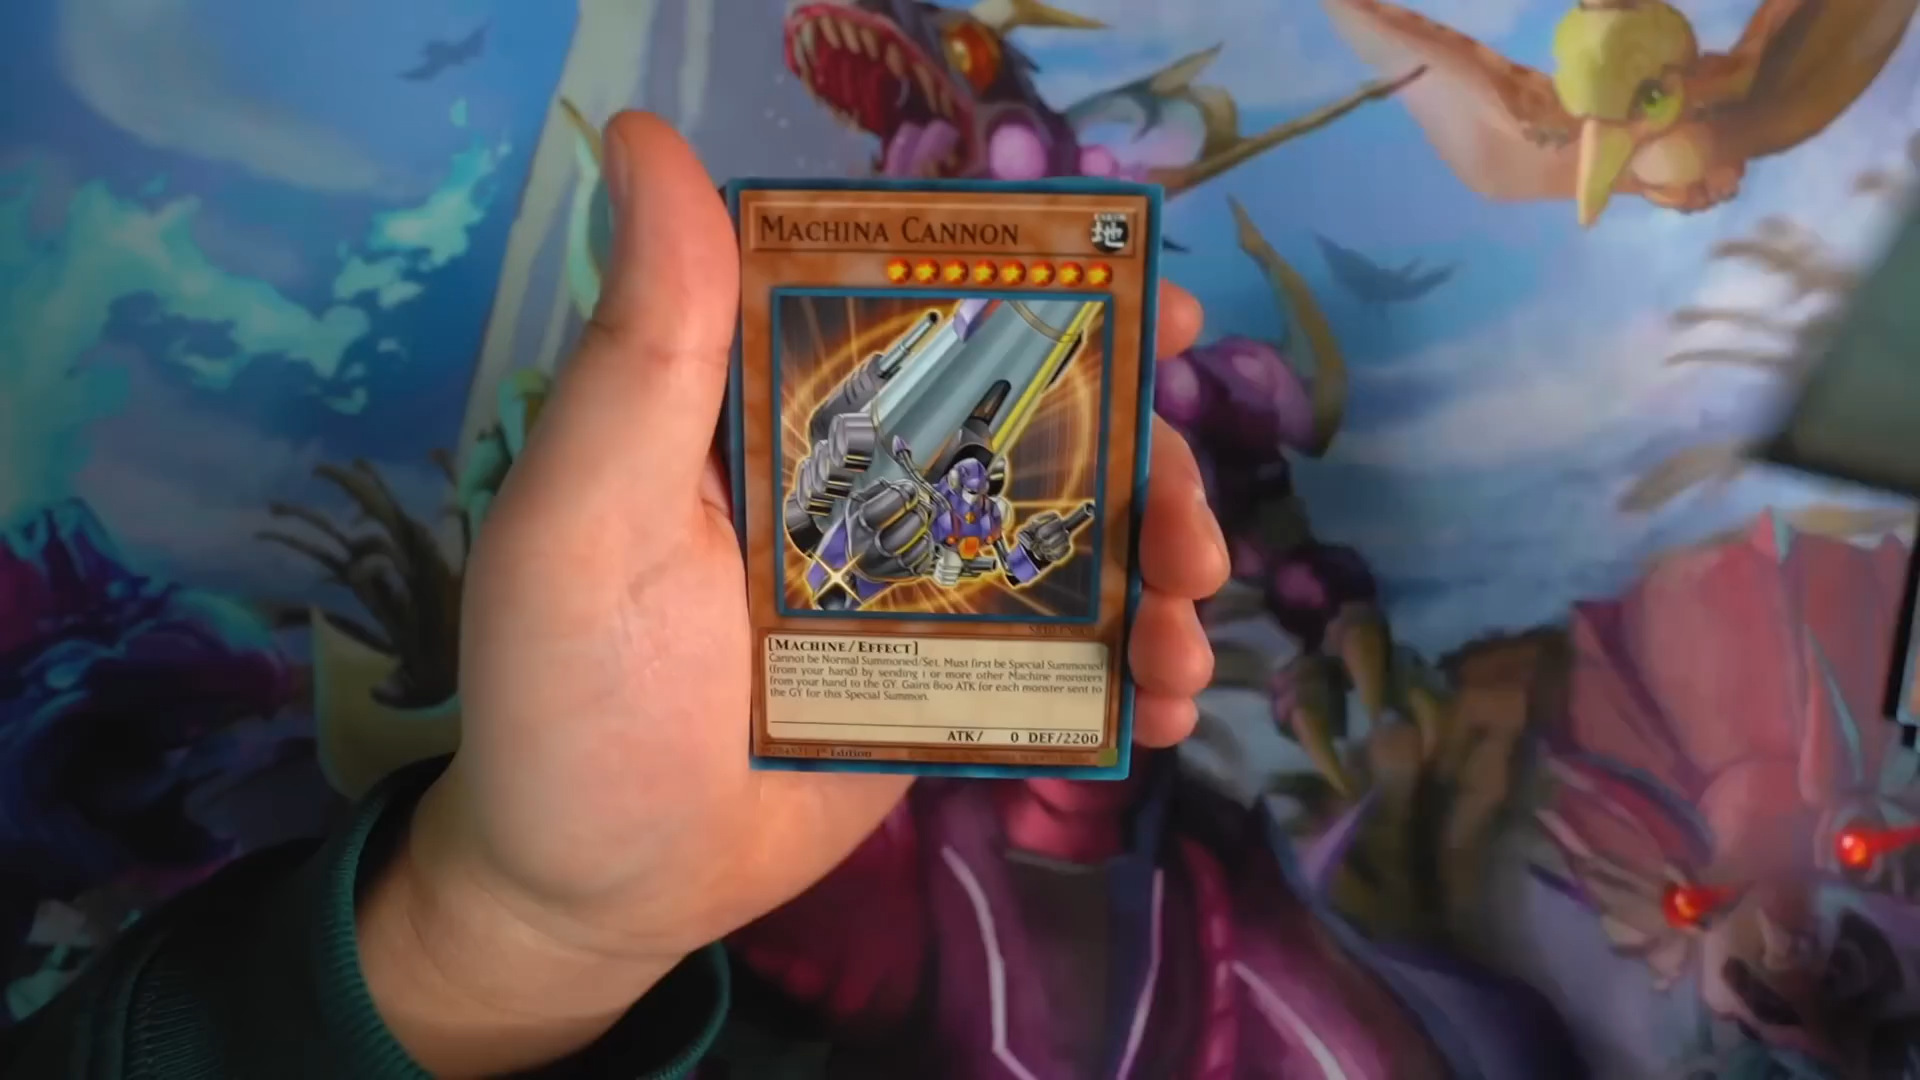 MACHINA CANNON
地
[MACHINE/EFFECT]
Cannot be Normal Summoned/Set. Must first be Special Summoned
(from your hand) by sending 1 or more other Machine monsters
from your hand to the GY. Gains 800 ATK for each monster sent to
the GY for this Special Summon.
ATK/ 0 DEF/2200
1st Edition